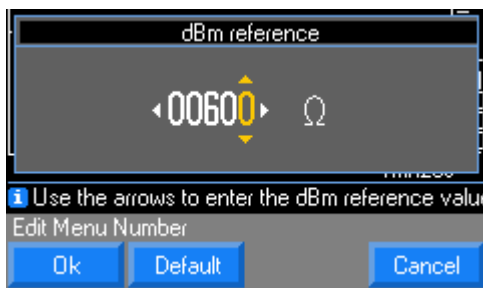 dBm reference
00600 Ω
Use the arrows to enter the dBm reference valu
Edit Menu Number
Ok Default Cancel